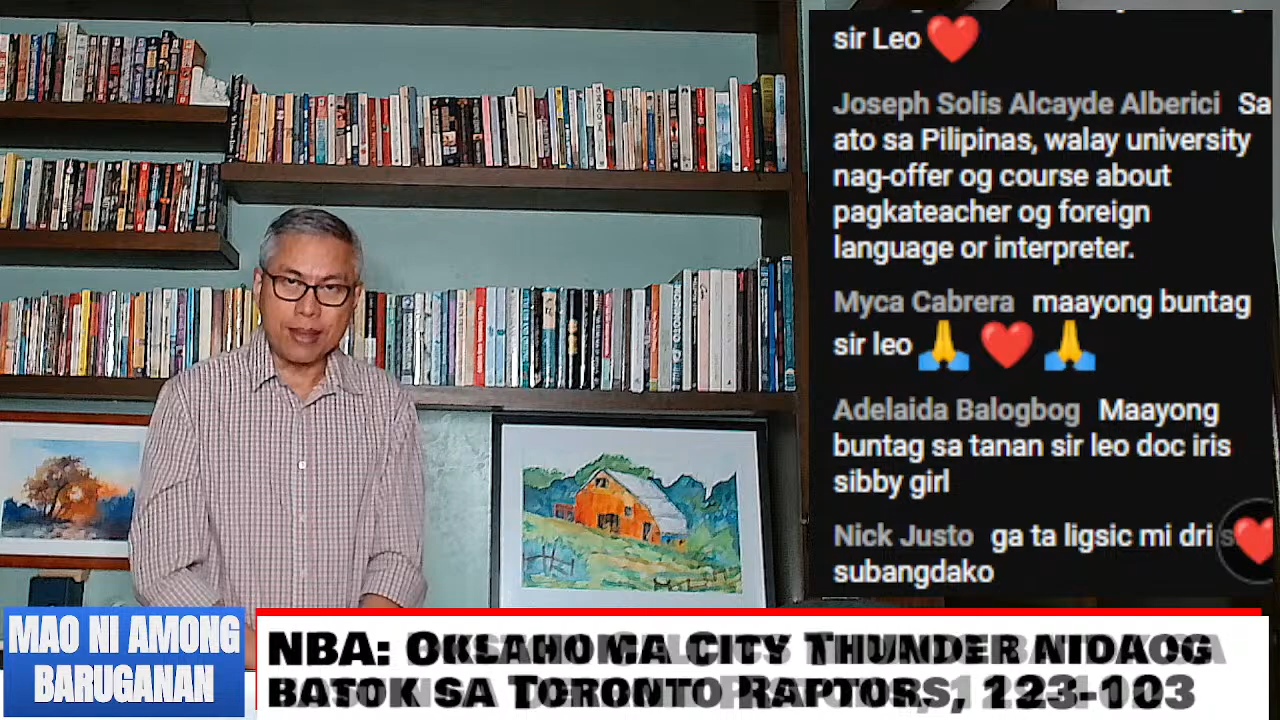 sir Leo ❤️
Joseph Solis Alcayde Alberici Sa
ato sa Pilipinas, walay university
nag-offer og course about
pagkateacher og foreign
language or interpreter.
Myca Cabrera maayong buntag
sir leo 🙏 ❤️ 🙏
Adelaida Balogbog Maayong
buntag sa tanan sir leo doc iris
sibby girl
Nick Justo ga ta ligsic mi dri
subangdako
MAO NI AMONG
BARUGANAN
NBA: OKLAHOMA CITY THUNDER NIDAOG
BATOK SA TORONTO RAPTORS, 123-103